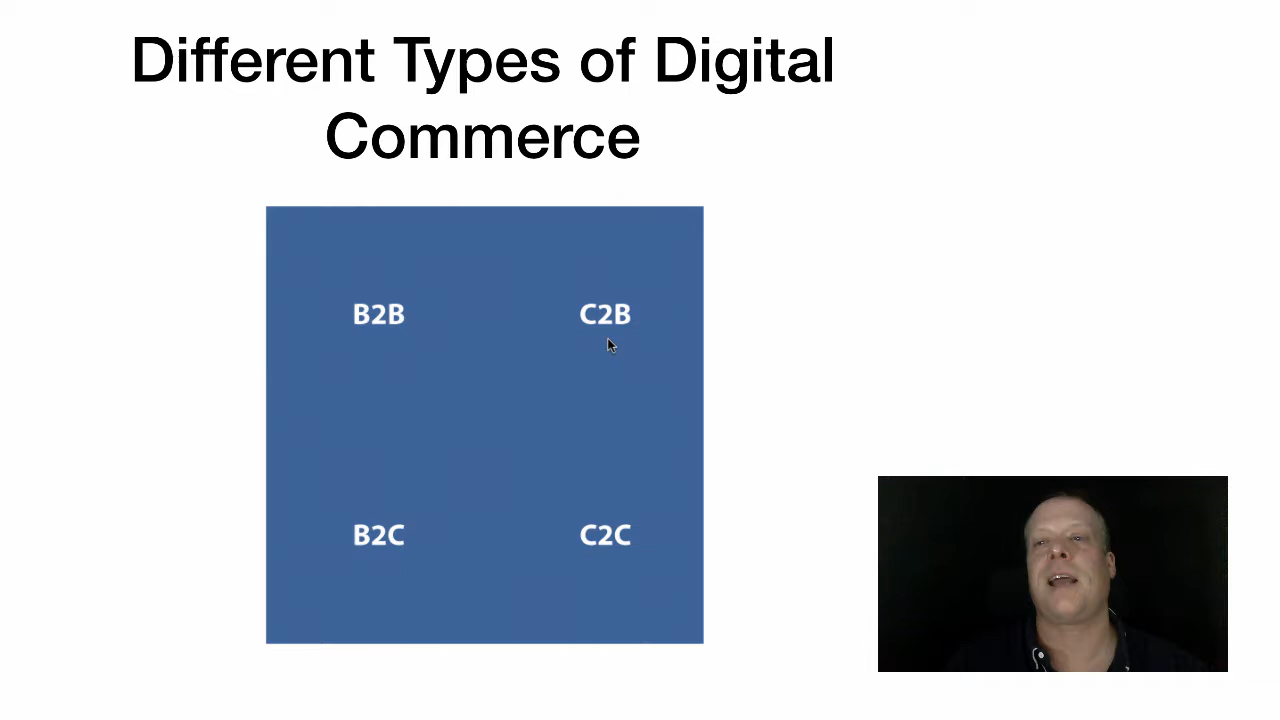 Different Types of Digital
Commerce
B2B
C2B
B2C
C2C